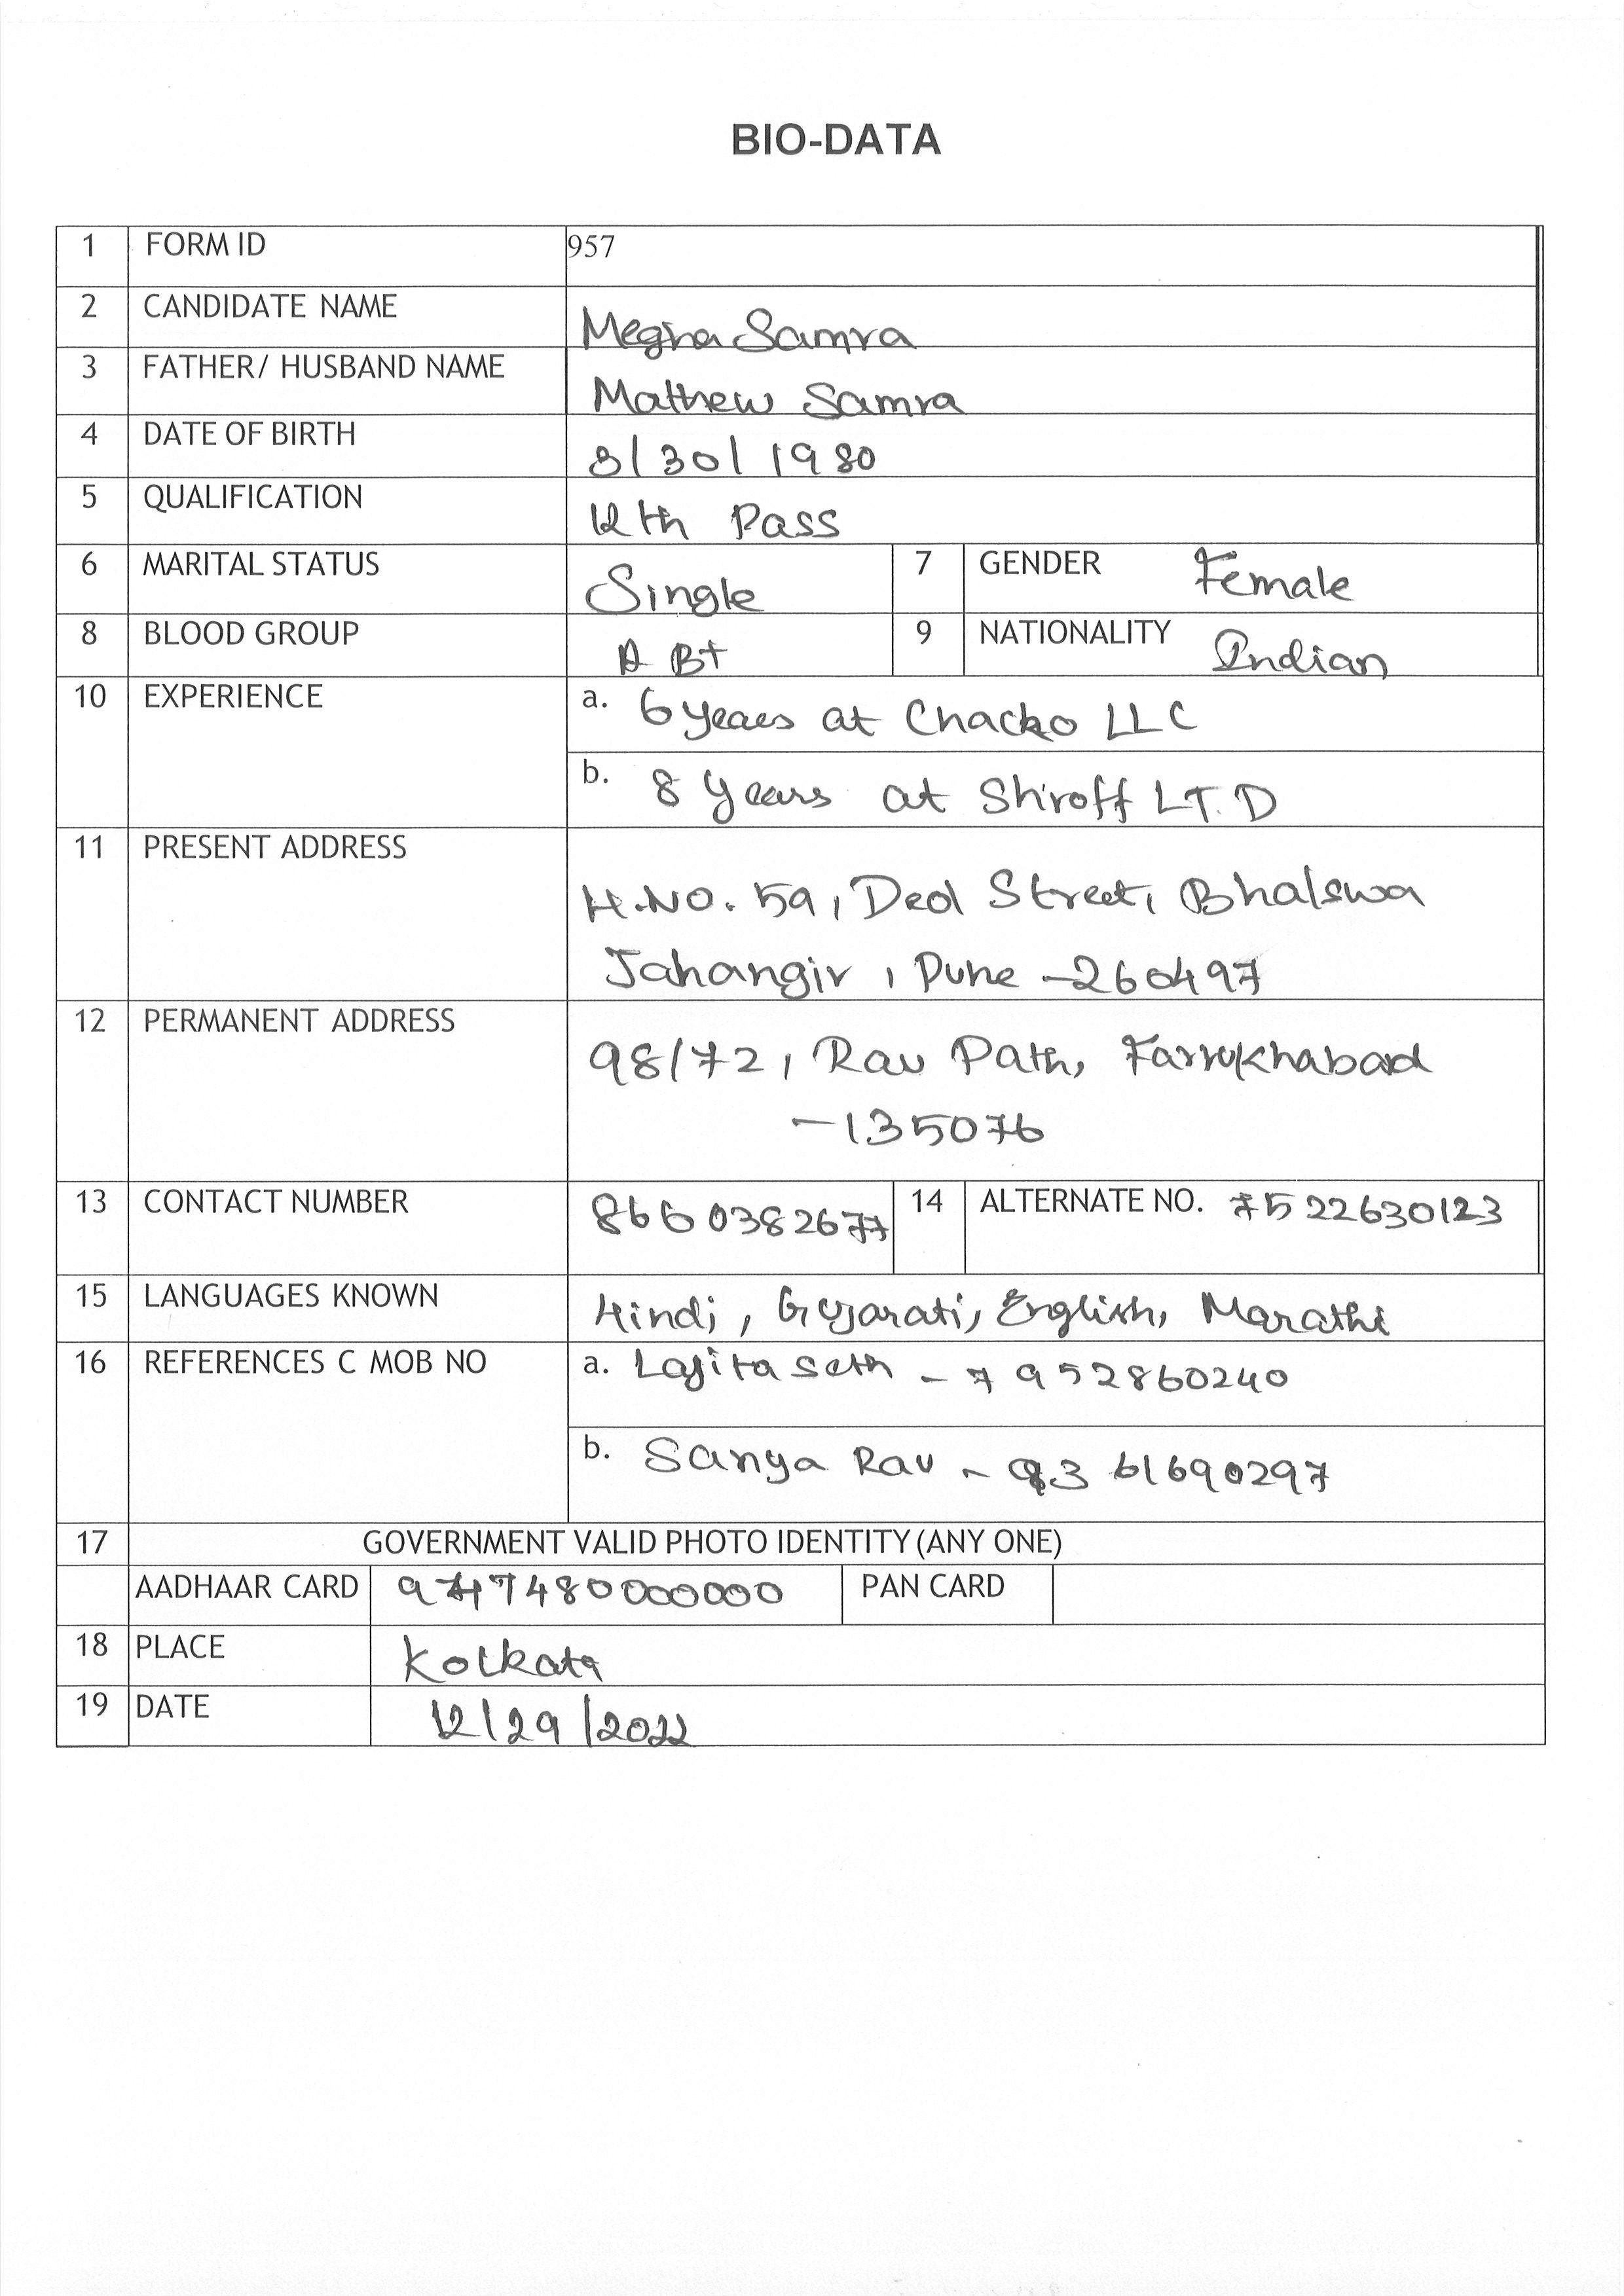 BIO-DATA
1 FORM ID 957
2 CANDIDATE NAME Megna Samra
3 FATHER/ HUSBAND NAME Mathew Samra
4 DATE OF BIRTH 8/30/1980
5 QUALIFICATION 12th Pass
6 MARITAL STATUS Single 7 GENDER Female
8 BLOOD GROUP AB+ 9 NATIONALITY Indian
10 EXPERIENCE a. 6 years at Chacko LLC
b. 8 Years at Shroff LT.D
11 PRESENT ADDRESS
H.NO. 59, Deol Street, Bhalswa
Jahangir, Pune -260497
12 PERMANENT ADDRESS
98/72, Rav Path, Farrukhabad
-135076
13 CONTACT NUMBER 8660382677 14 ALTERNATE NO. 7522630123
15 LANGUAGES KNOWN Hindi, Gujarati, English, Marathi
16 REFERENCES C MOB NO a. Lajita Seth - 7952860240
b. Sanya Rav - 9361690297
17 GOVERNMENT VALID PHOTO IDENTITY (ANY ONE)
AADHAAR CARD PAN CARD
18 PLACE Kolkata
19 DATE 12/29/2022